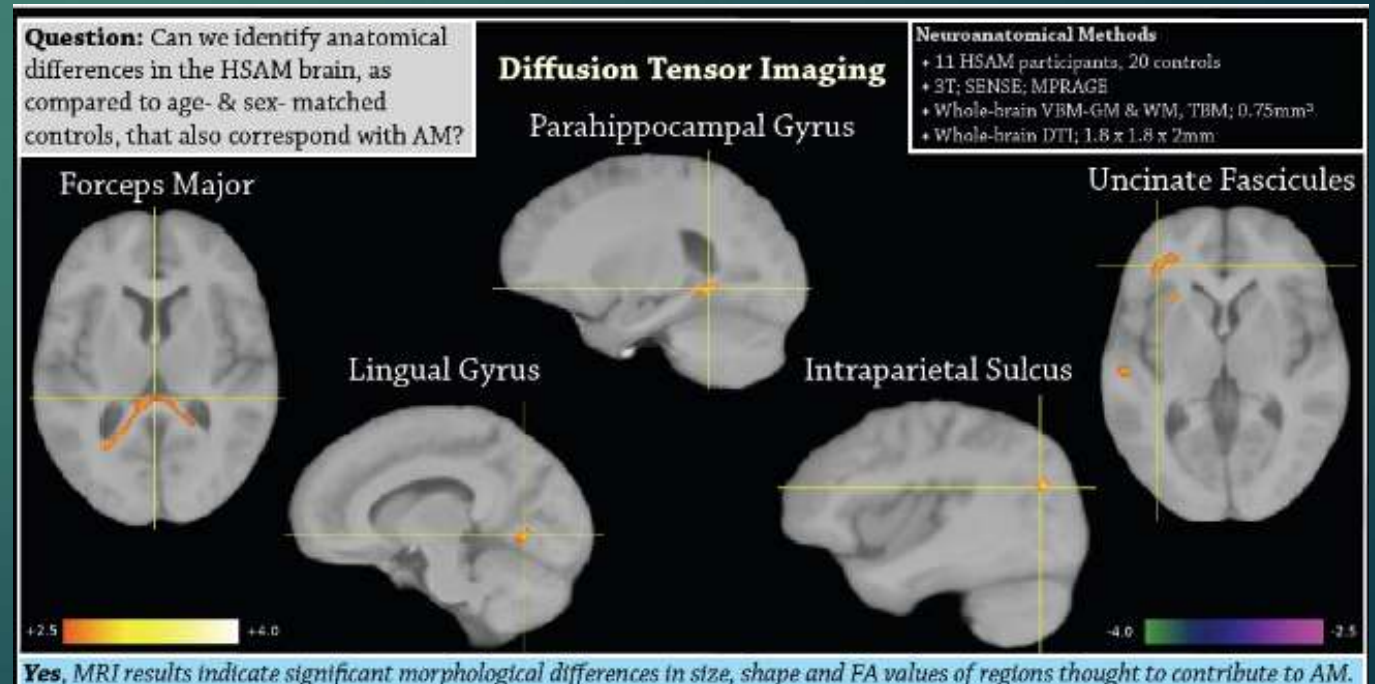 Question: Can we identify anatomical
differences in the HSAM brain, as
compared to age- & sex- matched
controls, that also correspond with AM?
Diffusion Tensor Imaging
Neuroanatomical Methods
+ 11 HSAM participants, 20 controls
+ 3T; SENSE; MPRAGE
+ Whole-brain VBM-GM & WM, TBM; 0.75mm³
+ Whole-brain DTI; 1.8 x 1.8 x 2mm
Parahippocampal Gyrus
Forceps Major
Uncinate Fascicules
Lingual Gyrus
Intraparietal Sulcus
+2.5
+4.0
-4.0
-2.5
Yes, MRI results indicate significant morphological differences in size, shape and FA values of regions thought to contribute to AM.